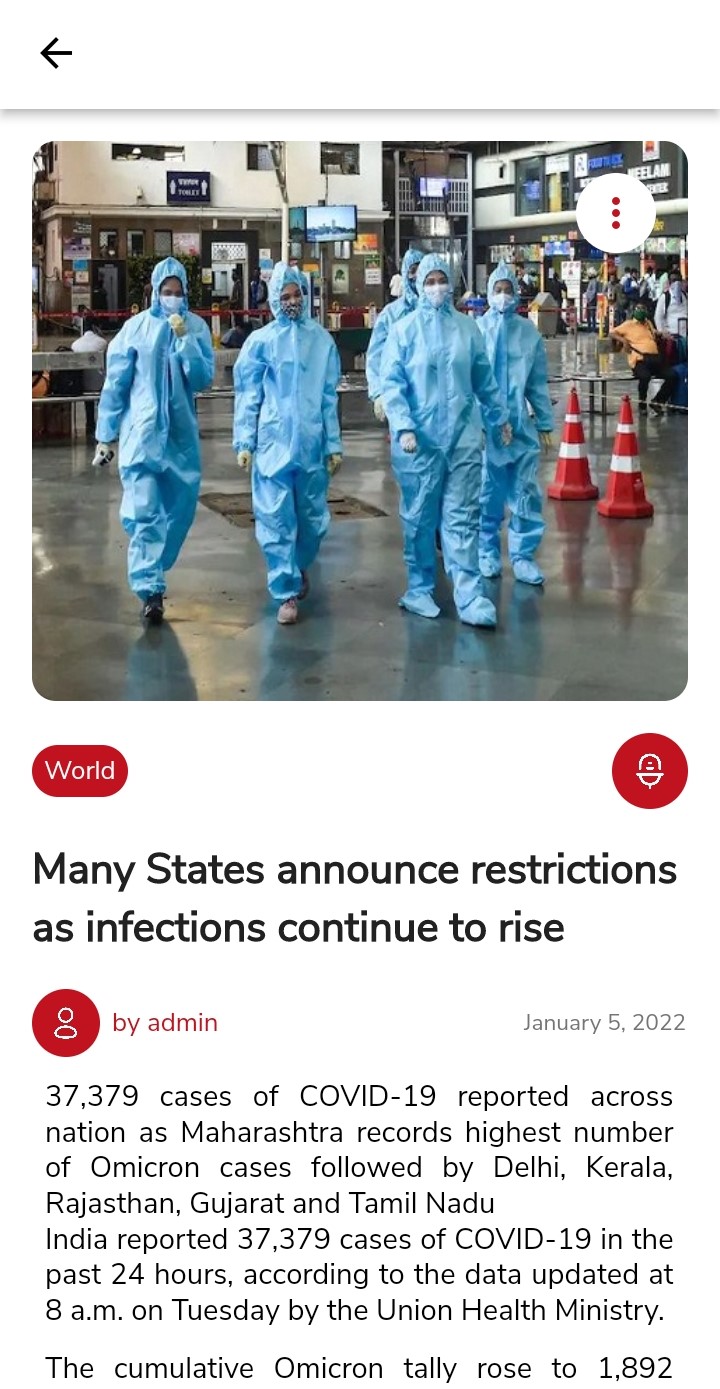 TOILET
World
Many States announce restrictions
as infections continue to rise
by admin
January 5, 2022
37,379 cases of COVID-19 reported across
nation as Maharashtra records highest number
of Omicron cases followed by Delhi, Kerala,
Rajasthan, Gujarat and Tamil Nadu
India reported 37,379 cases of COVID-19 in the
past 24 hours, according to the data updated at
8 a.m. on Tuesday by the Union Health Ministry.
The cumulative Omicron tally rose to 1,892